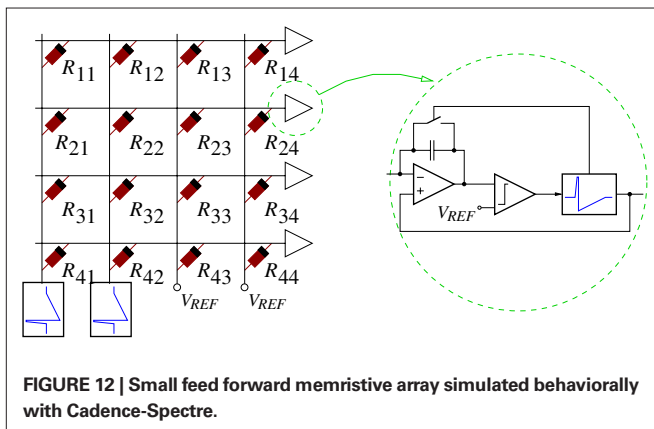 R11 R12 R13 R14
R21 R22 R23 R24
R31 R32 R33 R34
R41 R42 R43 R44
VREF VREF
−
+
VREF
FIGURE 12 | Small feed forward memristive array simulated behaviorally
with Cadence-Spectre.